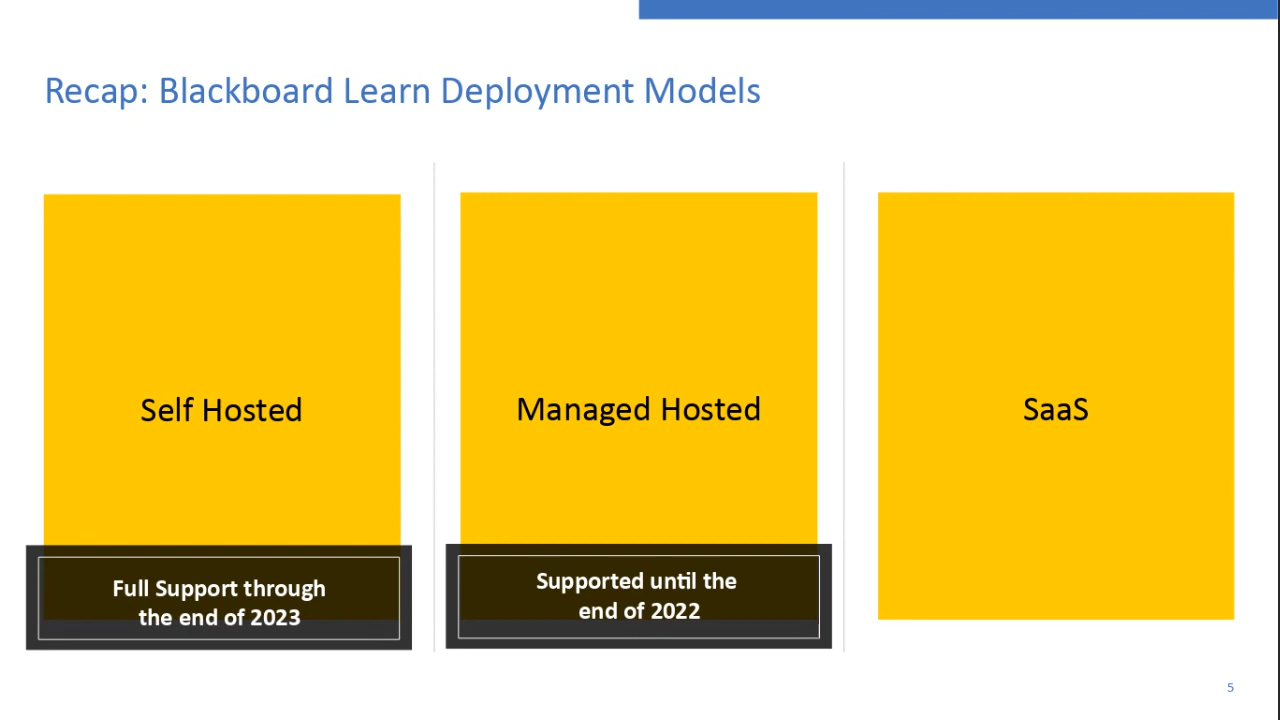 Recap: Blackboard Learn Deployment Models
Self Hosted
Full Support through
the end of 2023
Managed Hosted
Supported until the
end of 2022
SaaS
5